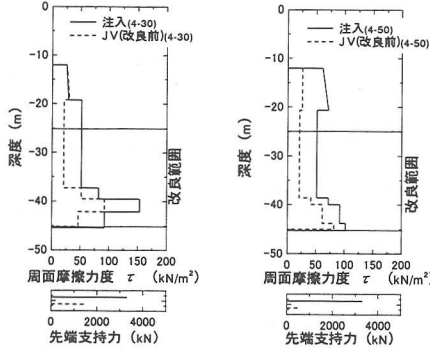 注入(4-30)
JV(改良前)(4-30)
0
-10
-20
-30
-40
-50
深度 (m)
改良範囲
0 50 100 150 200
周面摩擦力度 τ (kN/m²)
0 2000 4000
先端支持力 (kN)
注入(4-50)
JV(改良前)(4-50)
0
-10
-20
-30
-40
-50
深度 (m)
改良範囲
0 50 100 150 200
周面摩擦力度 τ (kN/m²)
0 2000 4000
先端支持力 (kN)